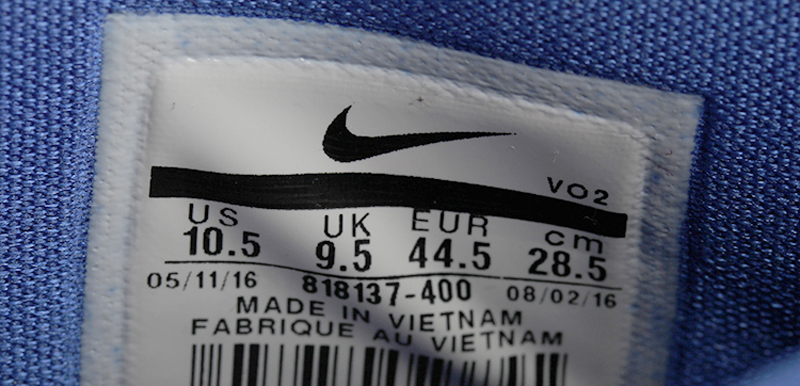 VO2
US UK EUR cm
10.5 9.5 44.5 28.5
05/11/16 818137-400 08/02/16
MADE IN VIETNAM
FABRIQUE AU VIETNAM